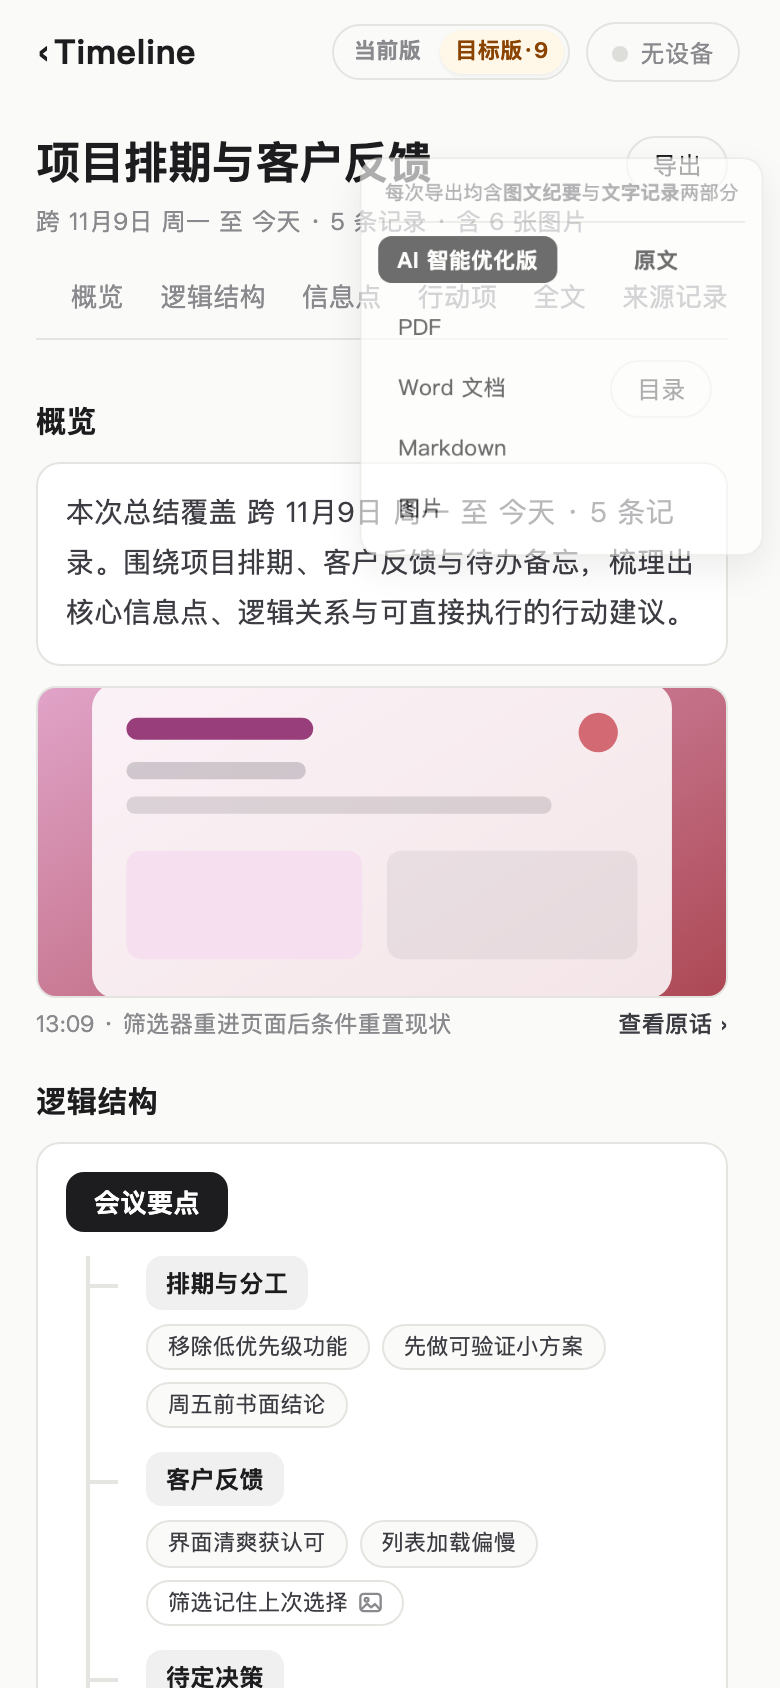 ‹ Timeline
当前版 目标版·9 无设备
项目排期与客户反馈
导出
跨 11月9日 周一 至 今天 · 5 条记录 · 含 6 张图片
每次导出均含图文纪要与文字记录两部分
AI 智能优化版 原文
概览 逻辑结构 信息点 行动项 全文 来源记录
PDF
Word 文档
目录
Markdown
图片
概览
本次总结覆盖 跨 11月9日 周一 至 今天 · 5 条记
录。围绕项目排期、客户反馈与待办备忘，梳理出
核心信息点、逻辑关系与可直接执行的行动建议。
13:09 · 筛选器重进页面后条件重置现状 查看原话 ›
逻辑结构
会议要点
排期与分工
移除低优先级功能 先做可验证小方案
周五前书面结论
客户反馈
界面清爽获认可 列表加载偏慢
筛选记住上次选择
待定决策